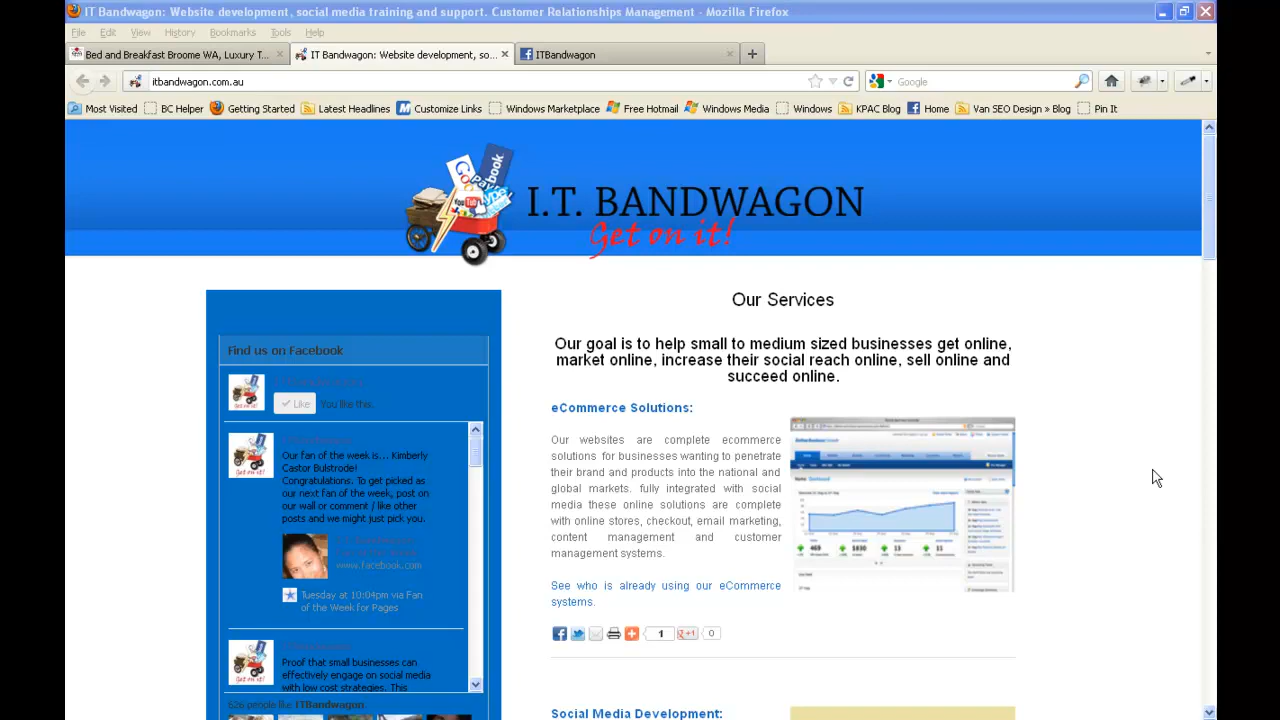 IT Bandwagon: Website development, social media training and support. Customer Relationships Management - Mozilla Firefox
File Edit View History Bookmarks Tools Help
Bed and Breakfast Broome WA, Luxury T... IT Bandwagon: Website development, so... ITBandwagon
itbandwagon.com.au Google
Most Visited BC Helper Getting Started Latest Headlines Customize Links Windows Marketplace Free Hotmail Windows Media Windows KPAC Blog Home Van SEO Design » Blog Pin It
I.T. BANDWAGON
Get on it!
Find us on Facebook
Like You like this.
Our fan of the week is... Kimberly
Castor Bulstrode!
Congratulations. To get picked as
our next fan of the week, post on
our wall or comment / like other
posts and we might just pick you.
www.facebook.com
Tuesday at 10:04pm via Fan
of the Week for Pages
Proof that small businesses can
effectively engage on social media
with low cost strategies. This
526 people like ITBandwagon
Our Services
Our goal is to help small to medium sized businesses get online,
market online, increase their social reach online, sell online and
succeed online.
eCommerce Solutions:
Our websites are complete ecommerce
solutions for businesses wanting to penetrate
their brand and products into the national and
global markets. fully integrated with social
media these online solutions are complete
with online stores, checkout, email marketing,
content management and customer
management systems.
See who is already using our eCommerce
systems.
1 +1 0
Social Media Development: